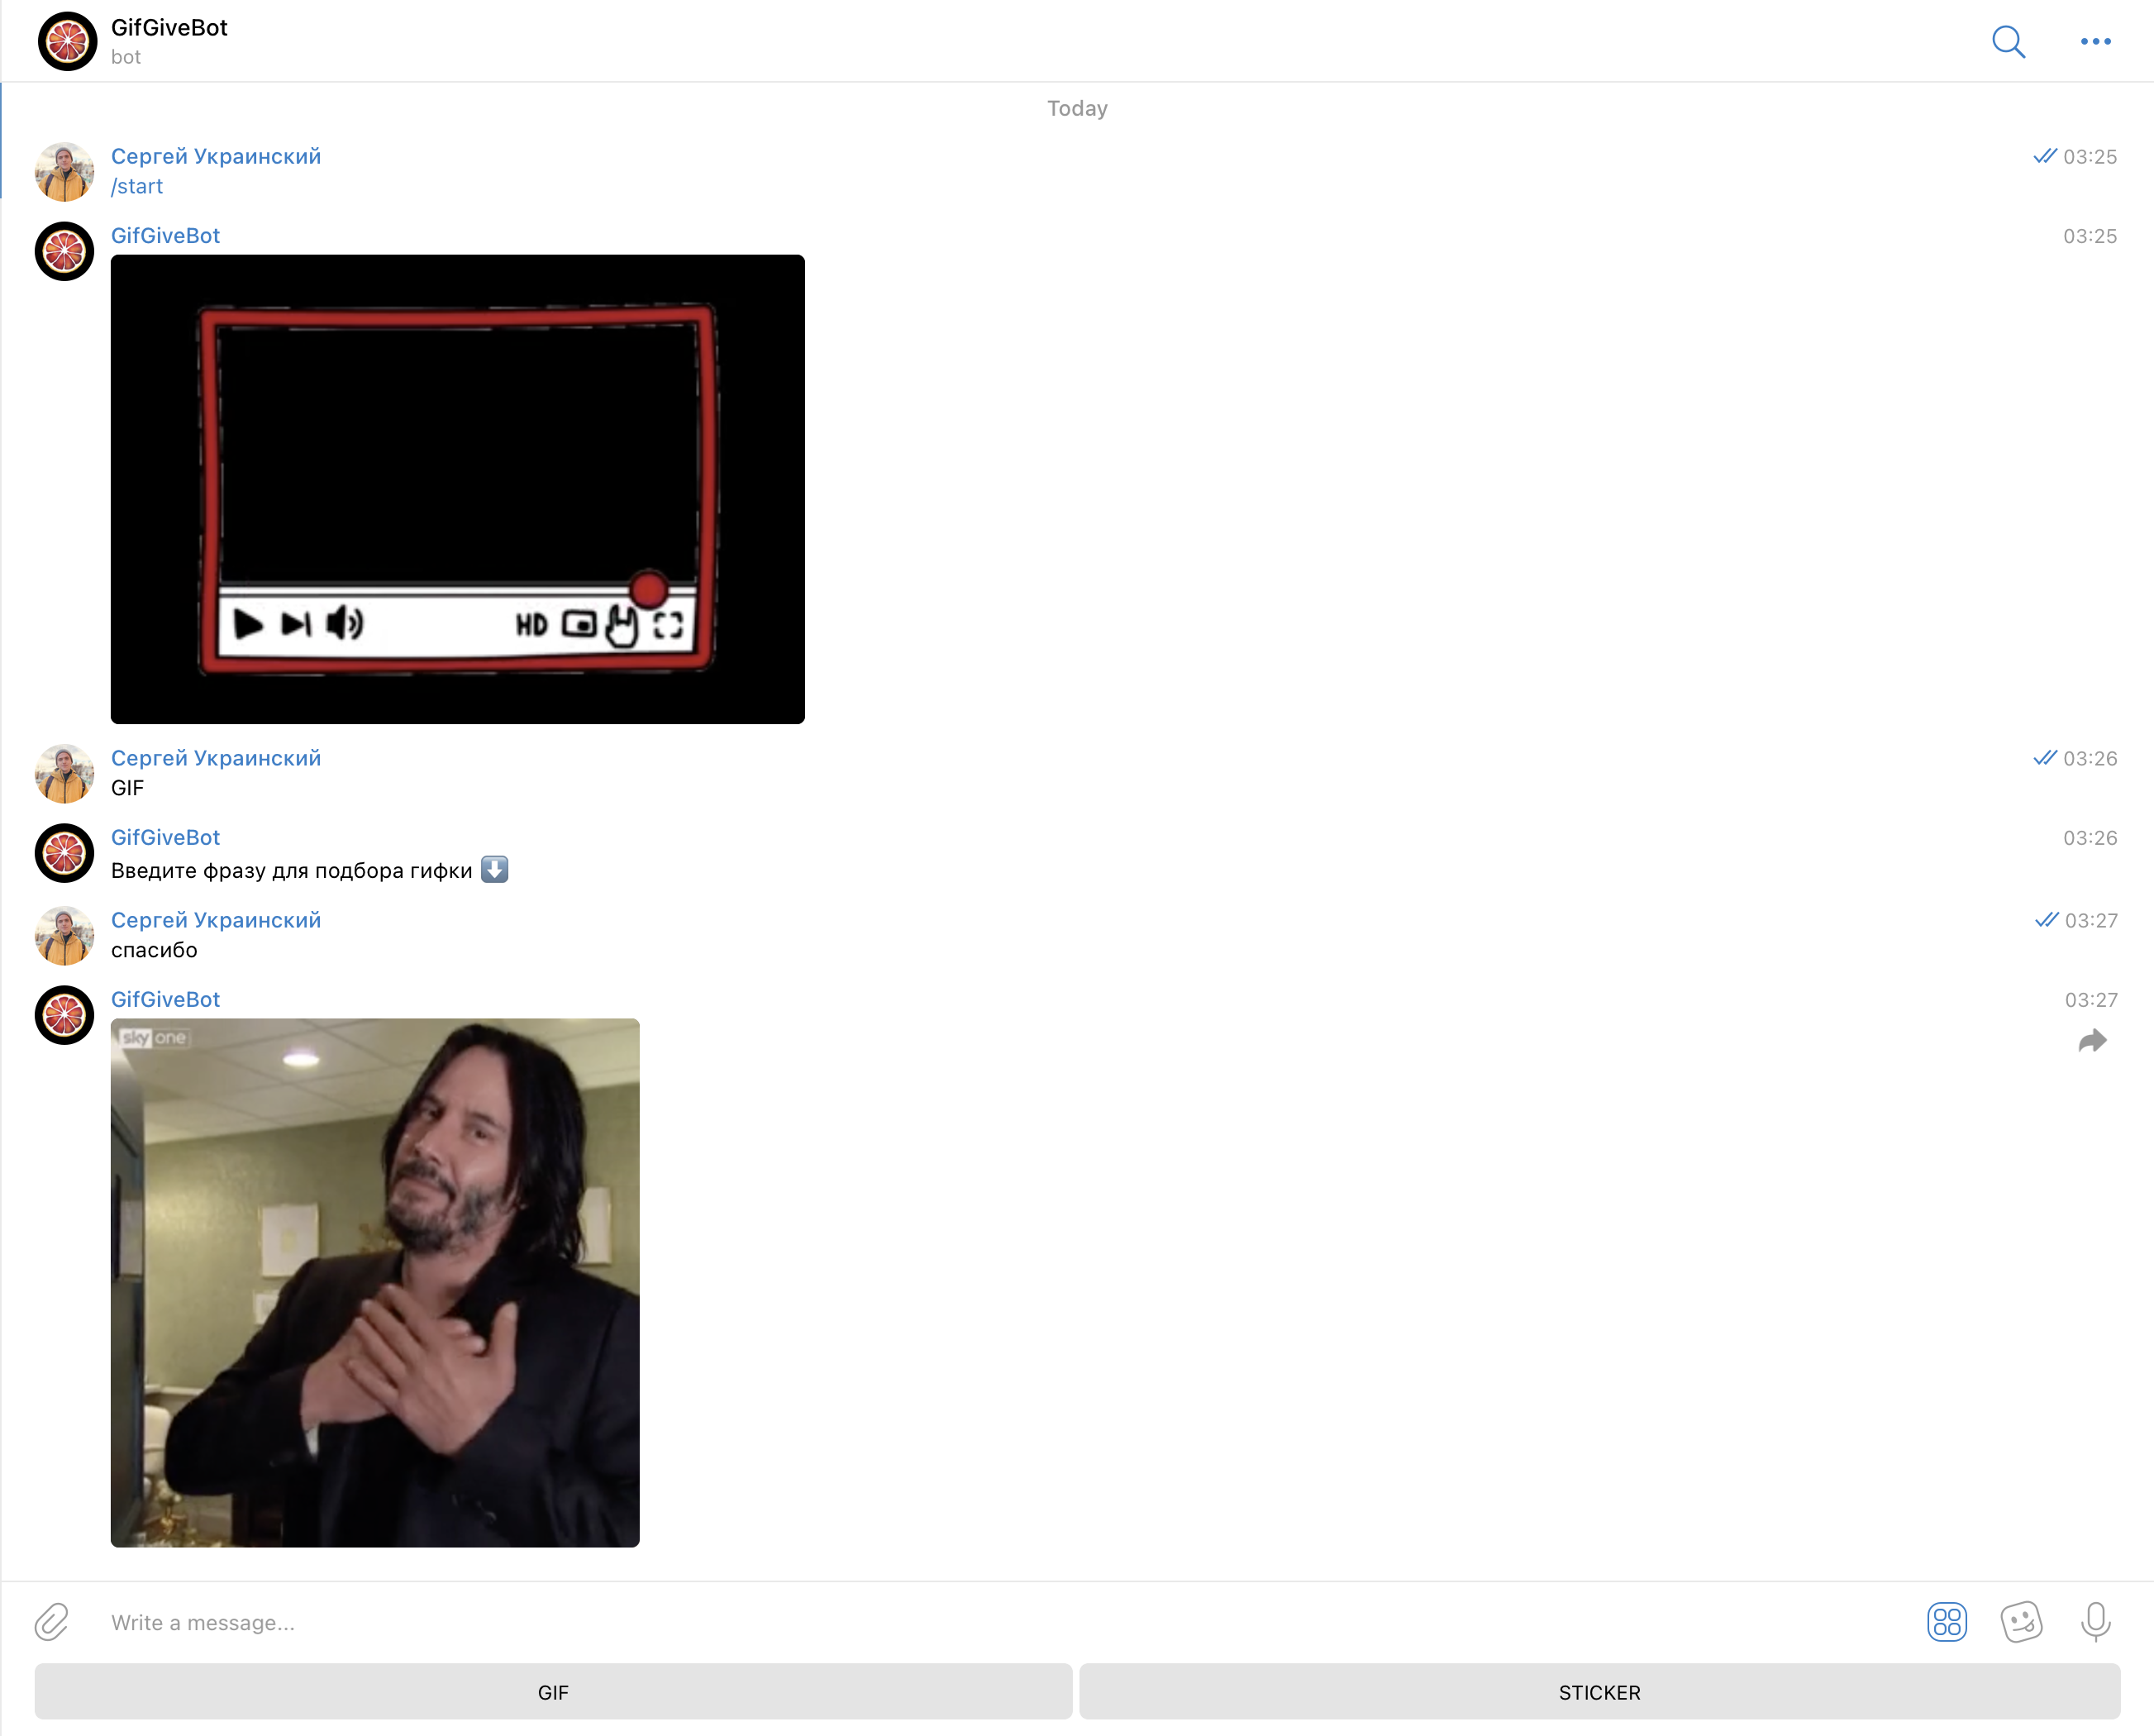 GifGiveBot
bot
Today
Сергей Украинский
03:25
/start
GifGiveBot
03:25
HD
Сергей Украинский
03:26
GIF
GifGiveBot
03:26
Введите фразу для подбора гифки ⬇️
Сергей Украинский
03:27
спасибо
GifGiveBot
03:27
sky one
Write a message...
GIF
STICKER